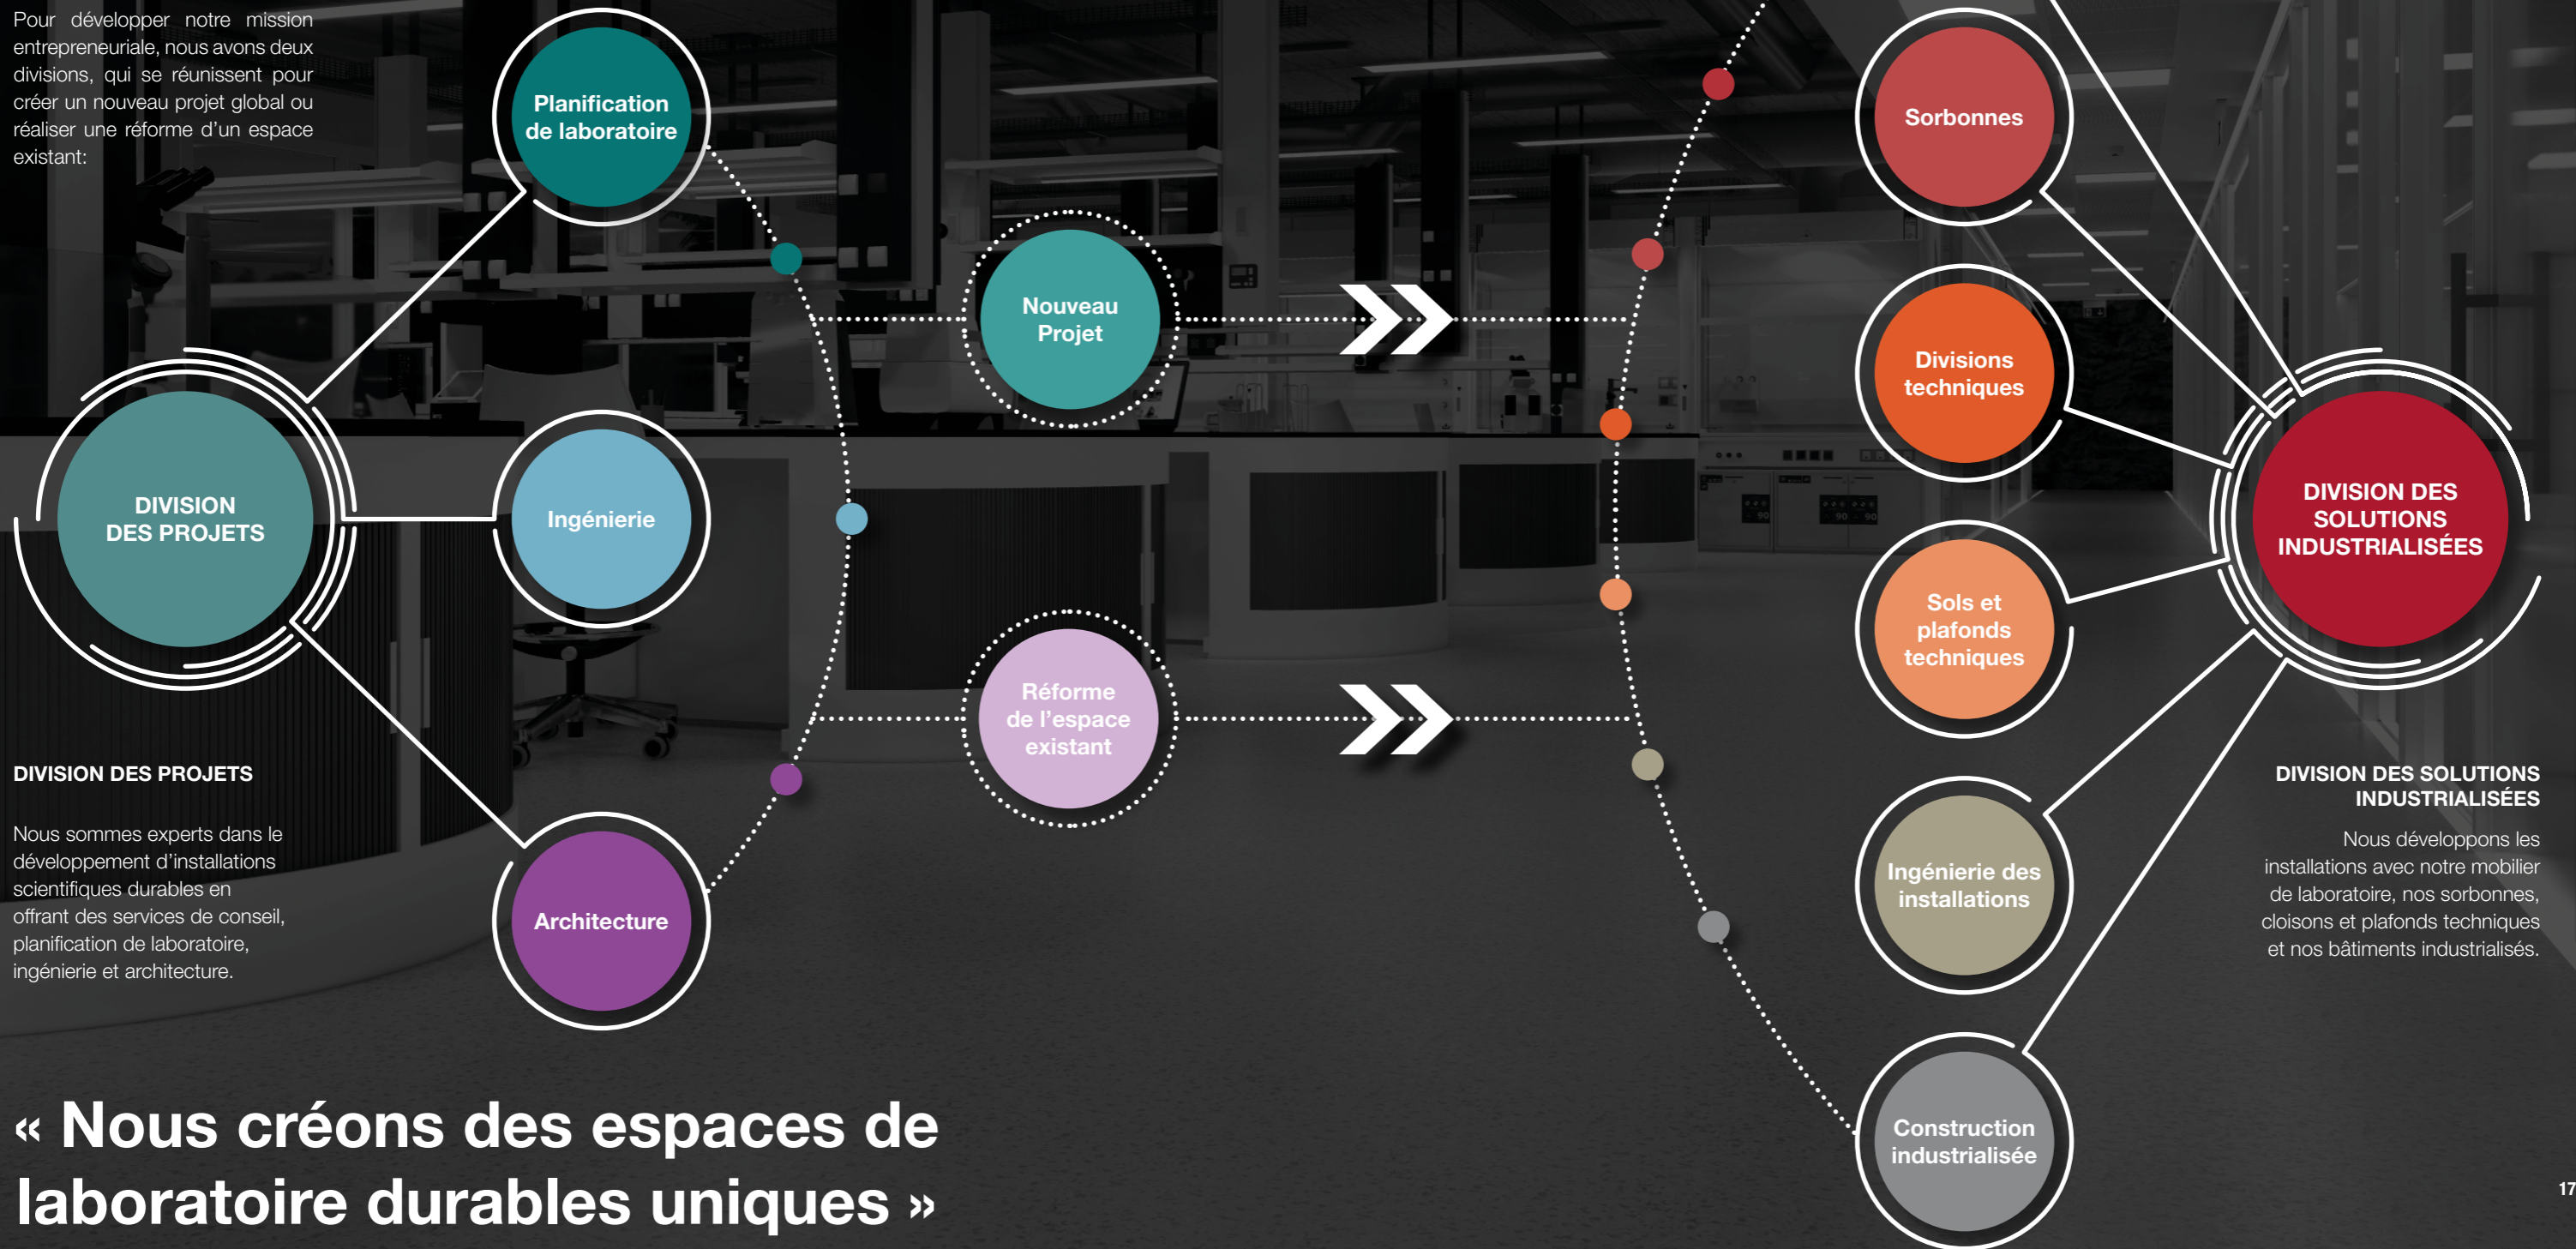 Pour développer notre mission
entrepreneuriale, nous avons deux
divisions, qui se réunissent pour
créer un nouveau projet global ou
réaliser une réforme d’un espace
existant:
Planification
de laboratoire
Sorbonnes
Nouveau
Projet
Divisions
techniques
DIVISION
DES PROJETS
Ingénierie
DIVISION DES
SOLUTIONS
INDUSTRIALISÉES
Sols et
plafonds
techniques
Réforme
de l’espace
existant
DIVISION DES PROJETS
Nous sommes experts dans le
développement d’installations
scientifiques durables en
offrant des services de conseil,
planification de laboratoire,
ingénierie et architecture.
Architecture
Ingénierie des
installations
DIVISION DES SOLUTIONS
INDUSTRIALISÉES
Nous développons les
installations avec notre mobilier
de laboratoire, nos sorbonnes,
cloisons et plafonds techniques
et nos bâtiments industrialisés.
Construction
industrialisée
« Nous créons des espaces de
laboratoire durables uniques »
17